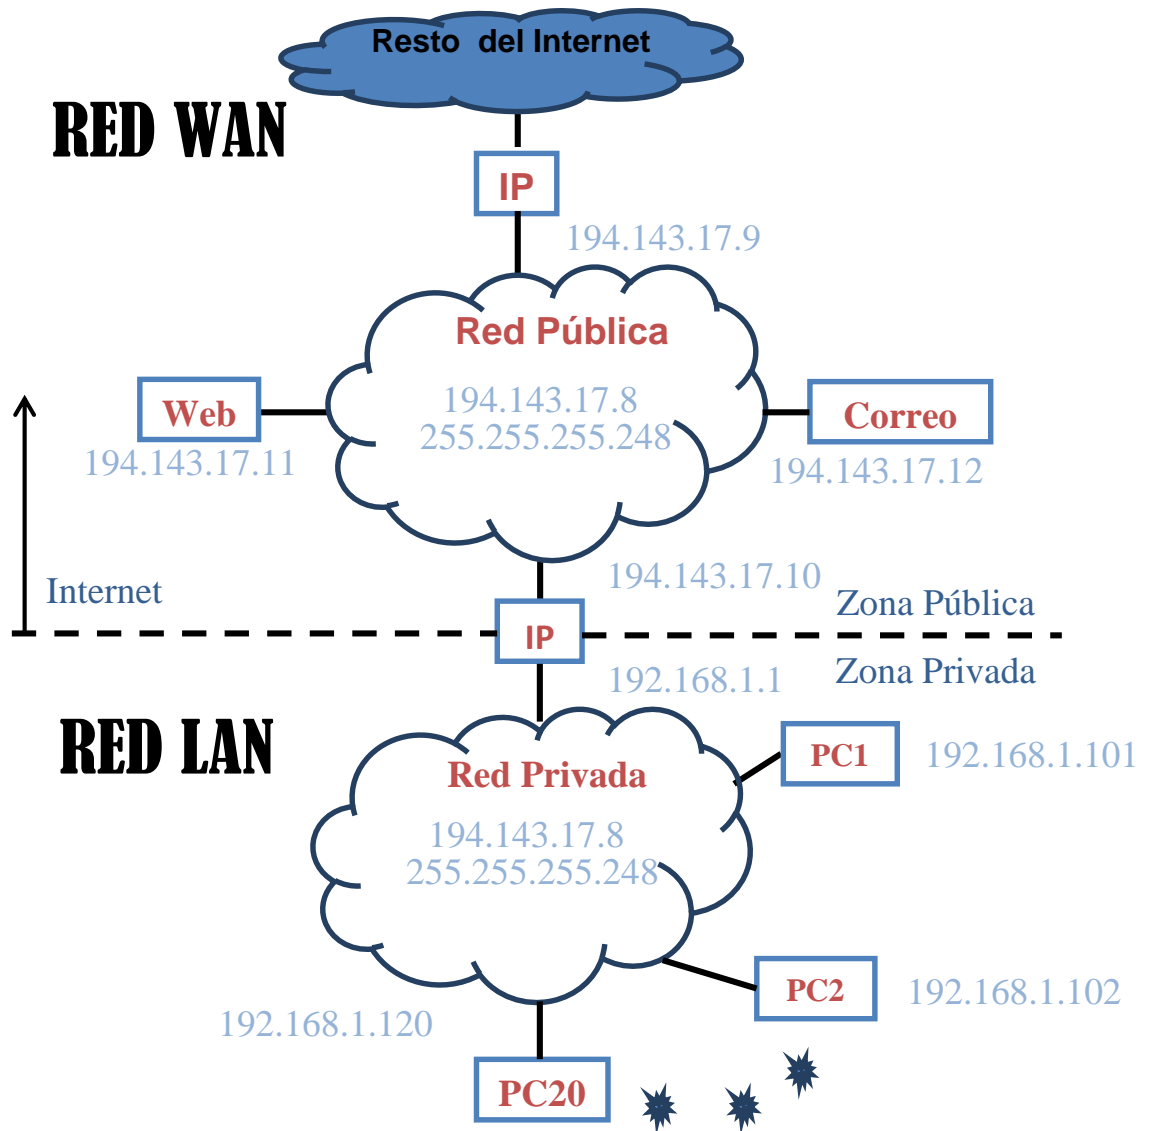 Resto del Internet
RED WAN
IP
194.143.17.9
Red Pública
194.143.17.8
255.255.255.248
Web
194.143.17.11
Correo
194.143.17.12
194.143.17.10
Internet
Zona Pública
IP
192.168.1.1
Zona Privada
RED LAN
Red Privada
194.143.17.8
255.255.255.248
PC1
192.168.1.101
PC2
192.168.1.102
192.168.1.120
PC20